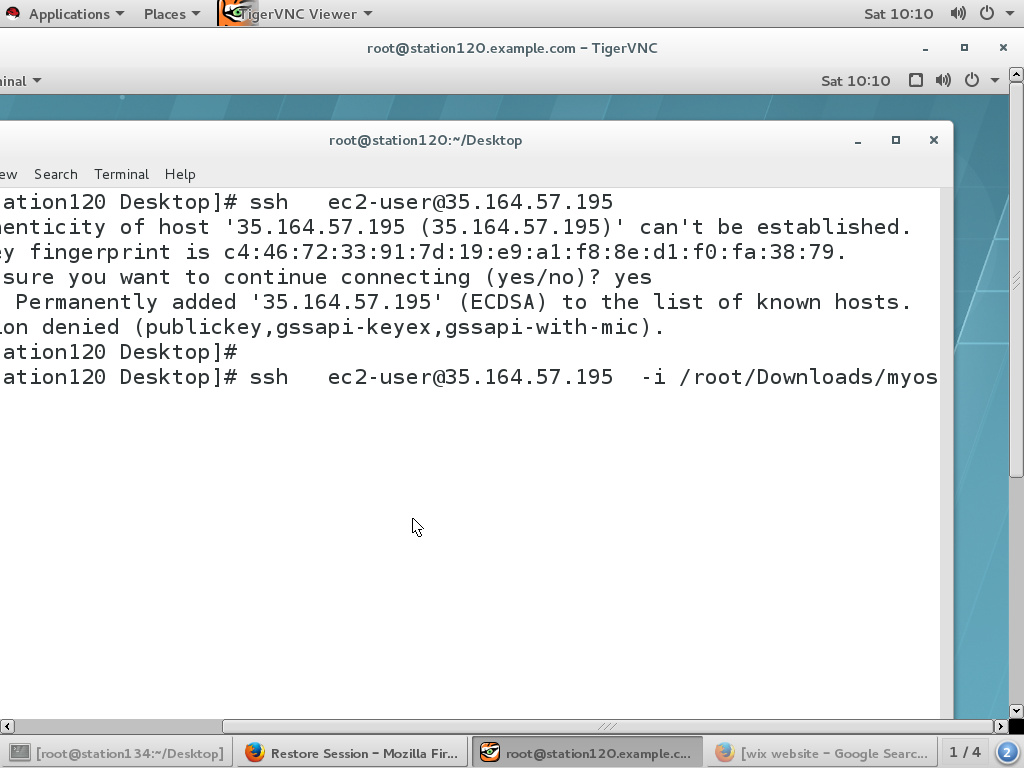 Applications Places TigerVNC Viewer Sat 10:10
root@station120.example.com – TigerVNC
inal Sat 10:10
root@station120:~/Desktop
ew Search Terminal Help
ation120 Desktop]# ssh ec2-user@35.164.57.195
enticity of host '35.164.57.195 (35.164.57.195)' can't be established.
ey fingerprint is c4:46:72:33:91:7d:19:e9:a1:f8:8e:d1:f0:fa:38:79.
sure you want to continue connecting (yes/no)? yes
Permanently added '35.164.57.195' (ECDSA) to the list of known hosts.
ion denied (publickey,gssapi-keyex,gssapi-with-mic).
ation120 Desktop]#
ation120 Desktop]# ssh ec2-user@35.164.57.195 -i /root/Downloads/myos
[root@station134:~/Desktop] Restore Session – Mozilla Fir... root@station120.example.c... [wix website – Google Searc... 1 / 4 2